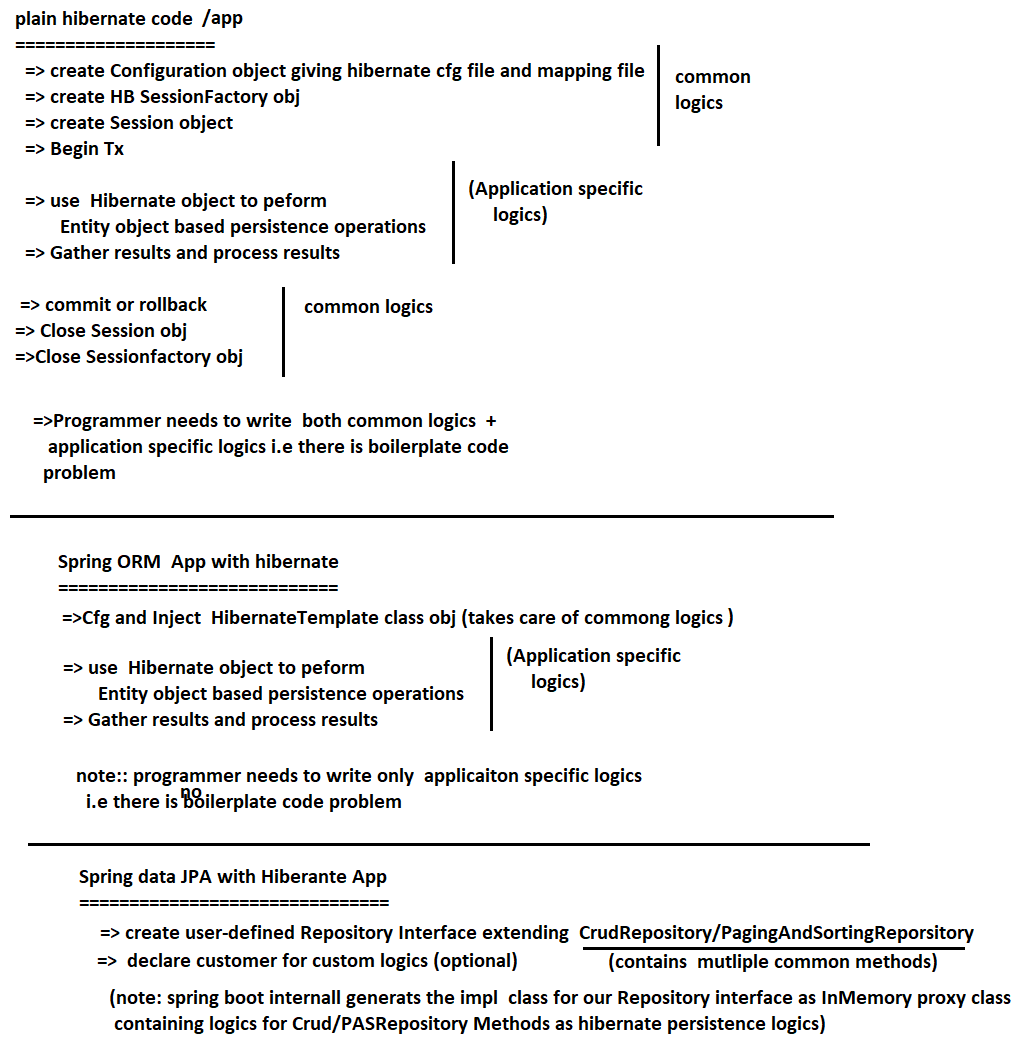 plain hibernate code /app
====================
=> create Configuration object giving hibernate cfg file and mapping file
common
=> create HB SessionFactory obj
logics
=> create Session object
=> Begin Tx
(Application specific
logics)
=> use Hibernate object to peform
Entity object based persistence operations
=> Gather results and process results
=> commit or rollback
common logics
=> Close Session obj
=>Close Sessionfactory obj
=>Programmer needs to write both common logics +
application specific logics i.e there is boilerplate code
problem
Spring ORM App with hibernate
============================
=>Cfg and Inject HibernateTemplate class obj (takes care of commong logics )
(Application specific
logics)
=> use Hibernate object to peform
Entity object based persistence operations
=> Gather results and process results
note:: programmer needs to write only applicaiton specific logics
no
i.e there is boilerplate code problem
Spring data JPA with Hiberante App
===============================
=> create user-defined Repository Interface extending CrudRepository/PagingAndSortingReporsitory
=> declare customer for custom logics (optional)
(contains mutliple common methods)
(note: spring boot internall generats the impl class for our Repository interface as InMemory proxy class
containing logics for Crud/PASRepository Methods as hibernate persistence logics)